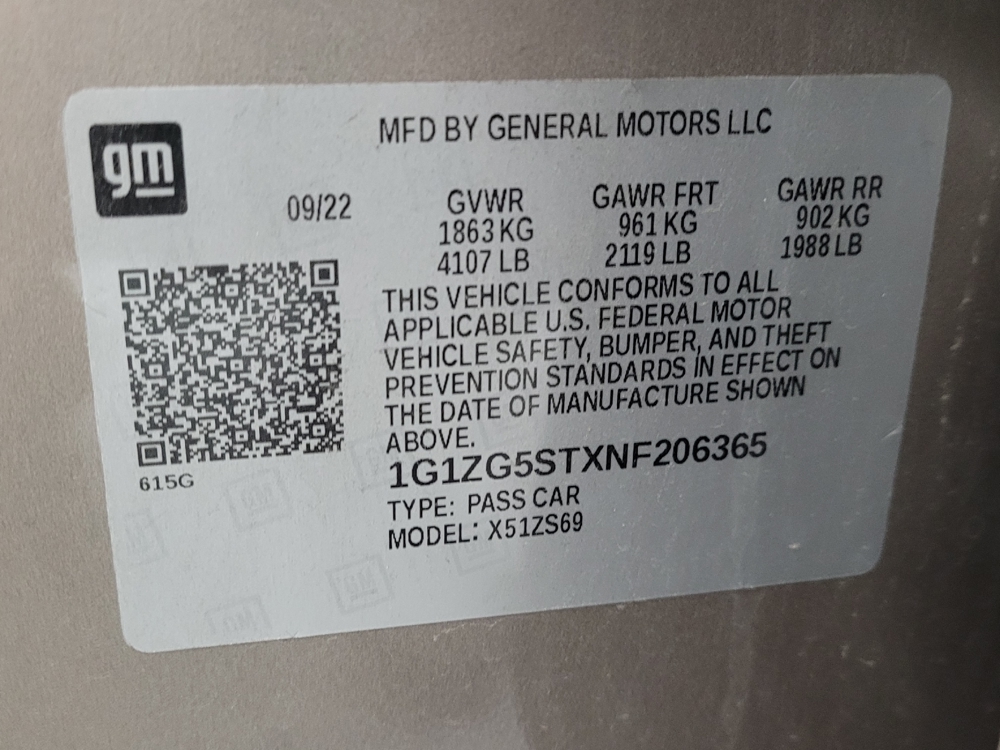 gm
MFD BY GENERAL MOTORS LLC
09/22
GVWR GAWR FRT GAWR RR
1863 KG 961 KG 902 KG
4107 LB 2119 LB 1988 LB
THIS VEHICLE CONFORMS TO ALL
APPLICABLE U.S. FEDERAL MOTOR
VEHICLE SAFETY, BUMPER, AND THEFT
PREVENTION STANDARDS IN EFFECT ON
THE DATE OF MANUFACTURE SHOWN
ABOVE.
1G1ZG5STXNF206365
TYPE: PASS CAR
MODEL: X51ZS69
615G